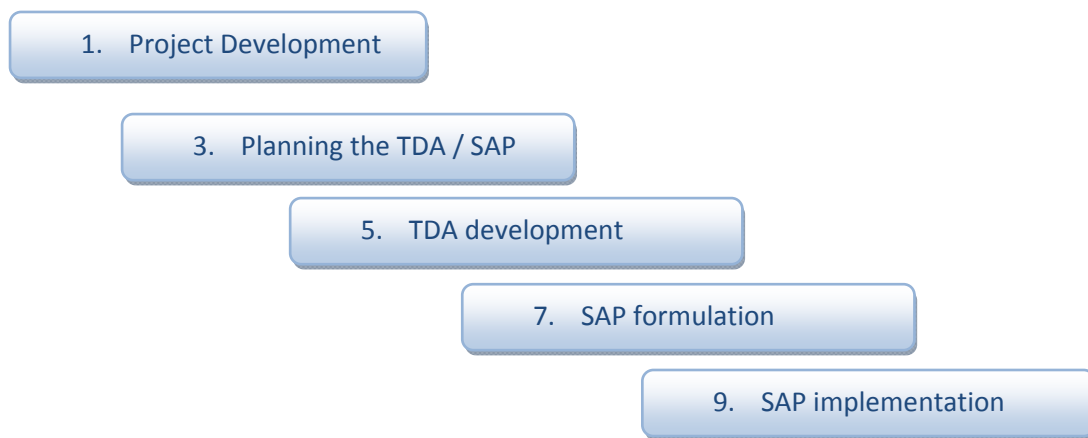 1. Project Development
3. Planning the TDA / SAP
5. TDA development
7. SAP formulation
9. SAP implementation